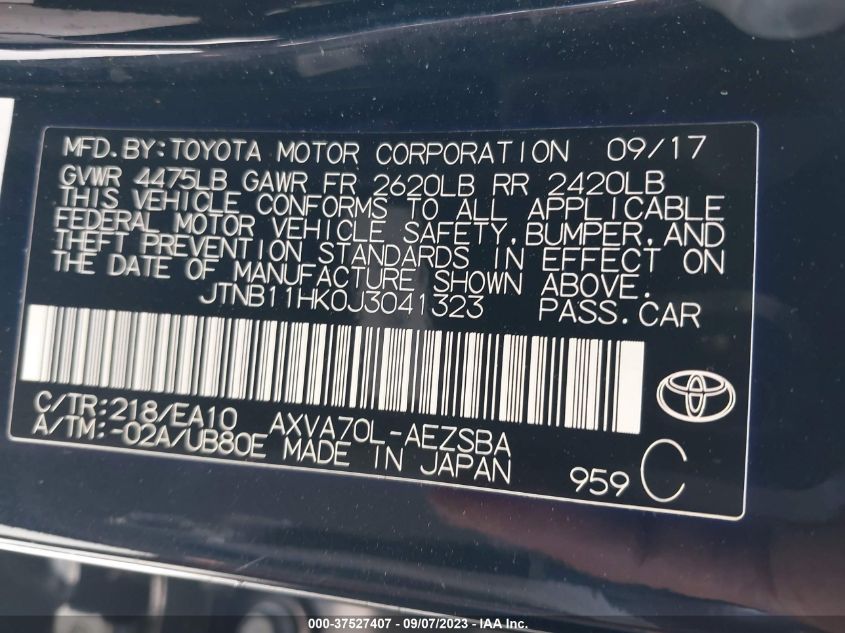 MFD.BY:TOYOTA MOTOR CORPORATION 09/17
GVWR 4475LB GAWR FR 2620LB RR 2420LB
THIS VEHICLE CONFORMS TO ALL APPLICABLE
FEDERAL MOTOR VEHICLE SAFETY,BUMPER,AND
THEFT PREVENTION STANDARDS IN EFFECT ON
THE DATE OF MANUFACTURE SHOWN ABOVE.
JTNB11HK0J3041323 PASS.CAR
C/TR:218/EA10 AXVA70L-AEZSBA
A/TM:-02A/UB80E MADE IN JAPAN
959 C
000-37527407 - 09/07/2023 - IAA Inc.